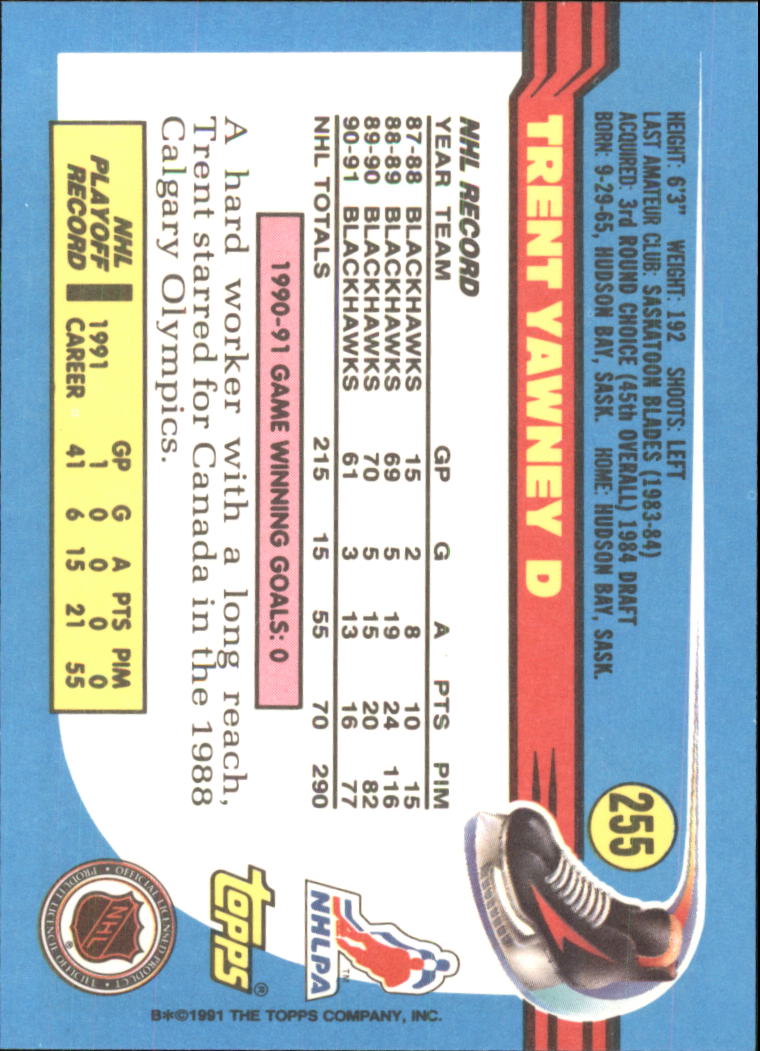 255
HEIGHT: 6'3" WEIGHT: 192 SHOOTS: LEFT
LAST AMATEUR CLUB: SASKATOON BLADES (1983-84)
ACQUIRED: 3rd ROUND CHOICE (45th OVERALL) 1984 DRAFT
BORN: 9-29-65, HUDSON BAY, SASK. HOME: HUDSON BAY, SASK.
TRENT YAWNEY D
NHL RECORD
YEAR TEAM GP G A PTS PIM
87-88 BLACKHAWKS 15 2 8 10 15
88-89 BLACKHAWKS 69 5 19 24 116
89-90 BLACKHAWKS 70 5 15 20 82
90-91 BLACKHAWKS 61 3 13 16 77
NHL TOTALS 215 15 55 70 290
1990-91 GAME WINNING GOALS: 0
A hard worker with a long reach,
Trent starred for Canada in the 1988
Calgary Olympics.
NHL PLAYOFF RECORD
GP G A PTS PIM
1991 1 0 0 0 0
CAREER 41 6 15 21 55
NHLPA™
topps®
OFFICIAL LICENSED PRODUCT • PRODUIT LICENCIÉ •
NHL ®
B*©1991 THE TOPPS COMPANY, INC.